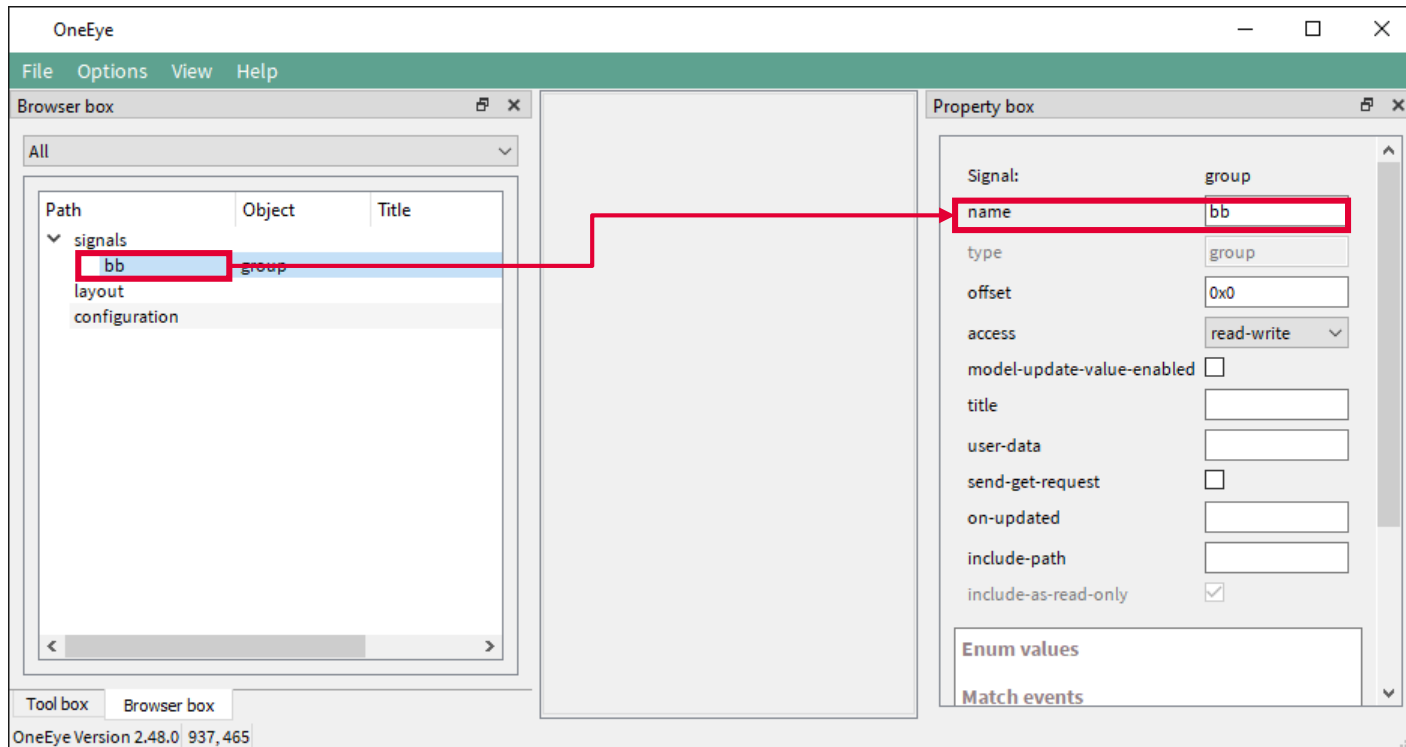 OneEye
File Options View Help
Browser box
All
Path Object Title
signals
bb group
layout
configuration
Tool box Browser box
OneEye Version 2.48.0 937, 465
Property box
Signal: group
name bb
type group
offset 0x0
access read-write
model-update-value-enabled
title
user-data
send-get-request
on-updated
include-path
include-as-read-only
Enum values
Match events